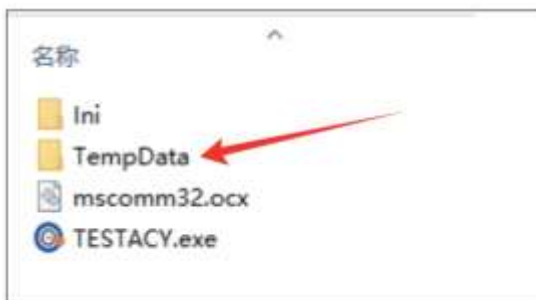 名称
Ini
TempData
mscomm32.ocx
TESTACY.exe